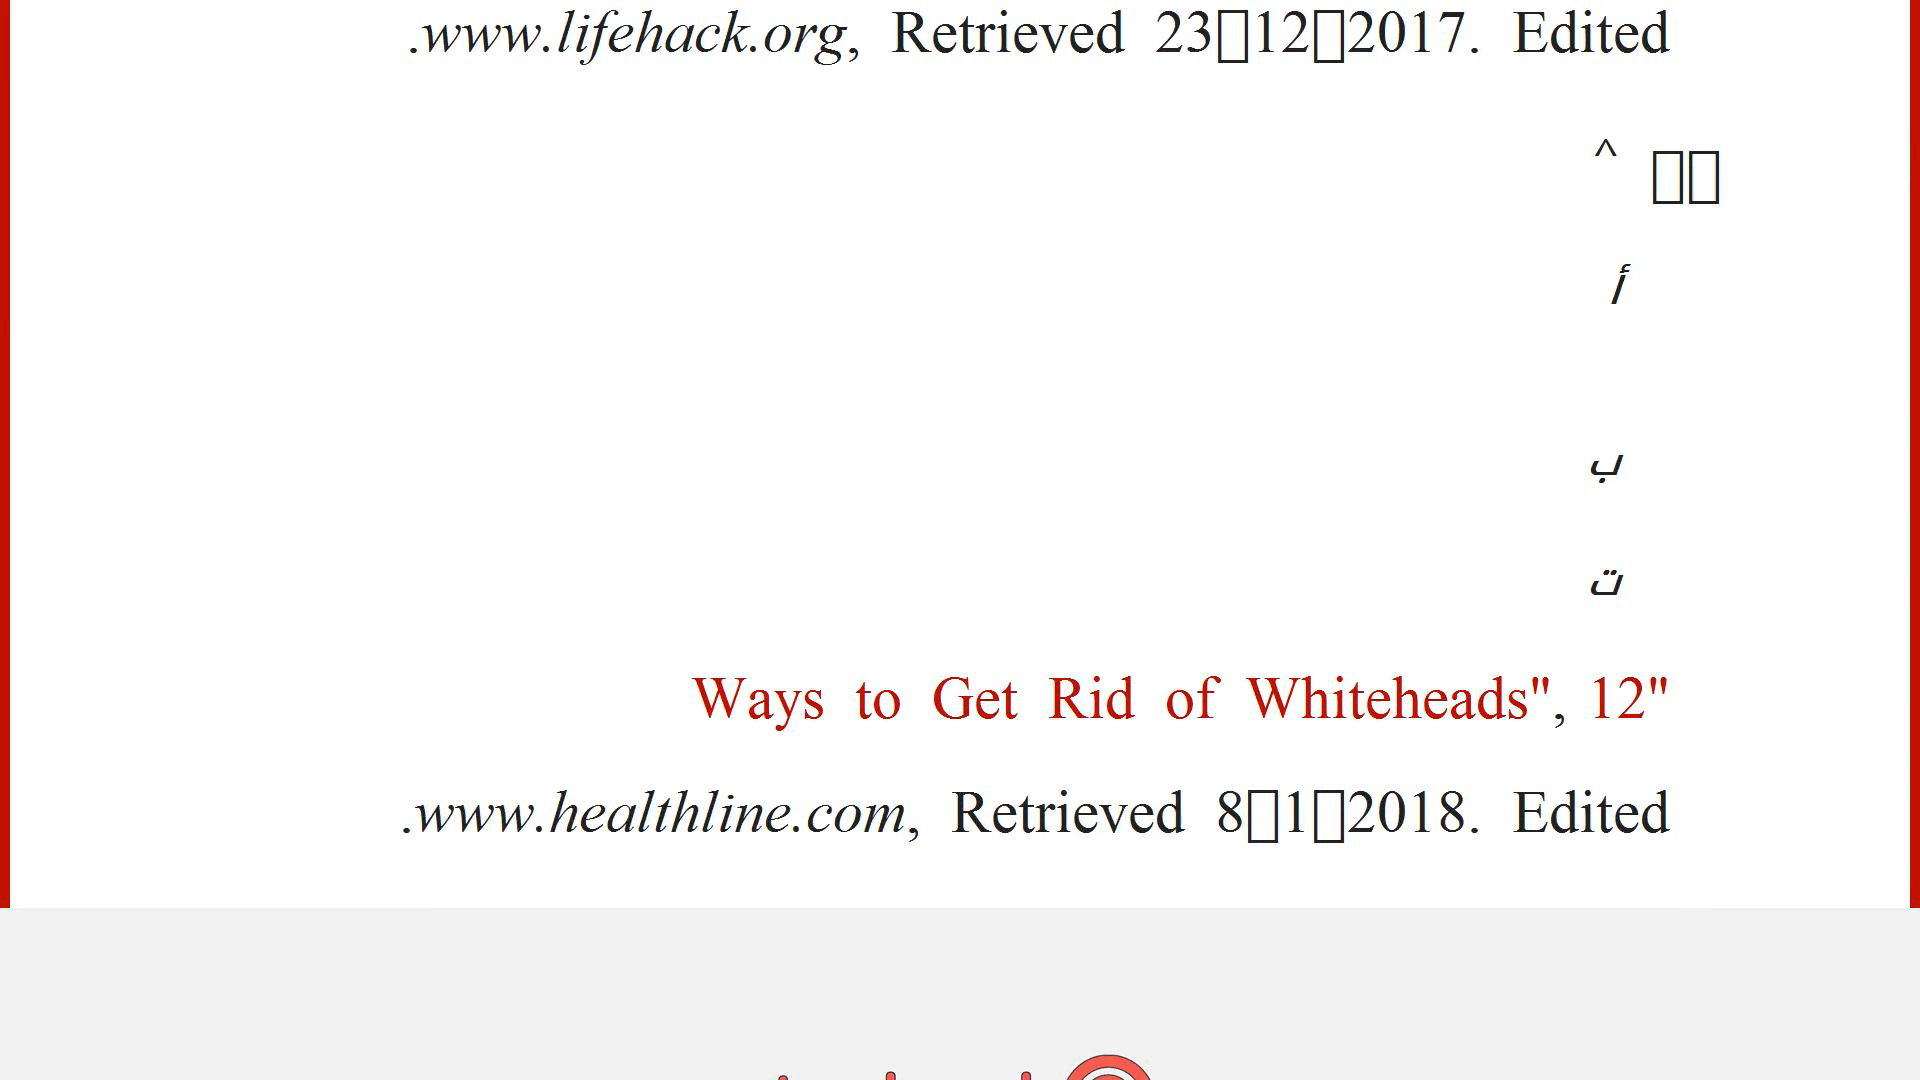 www.lifehack.org, Retrieved 23▯12▯2017. Edited.
▯▯ ^
أ
ب
ت
"12 Ways to Get Rid of Whiteheads",
www.healthline.com, Retrieved 8▯1▯2018. Edited.